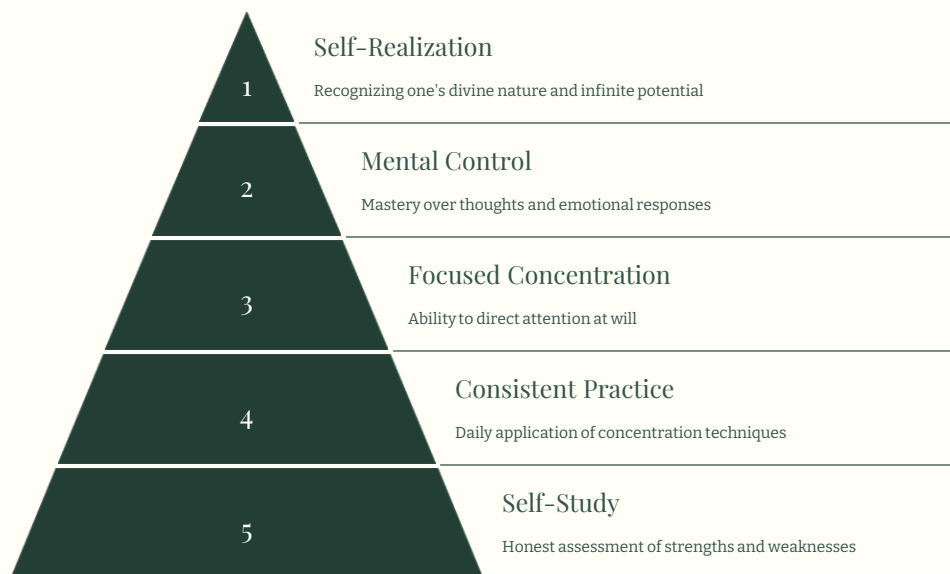 1
Self-Realization
Recognizing one's divine nature and infinite potential
2
Mental Control
Mastery over thoughts and emotional responses
3
Focused Concentration
Ability to direct attention at will
4
Consistent Practice
Daily application of concentration techniques
5
Self-Study
Honest assessment of strengths and weaknesses